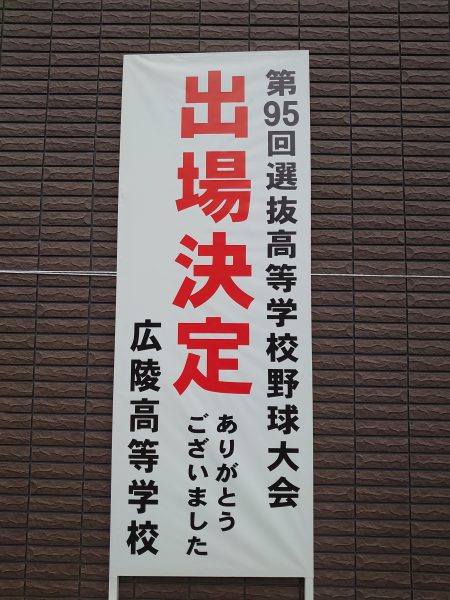 第95回選抜高等学校野球大会
出場決定
ありがとう
ございました
広陵高等学校